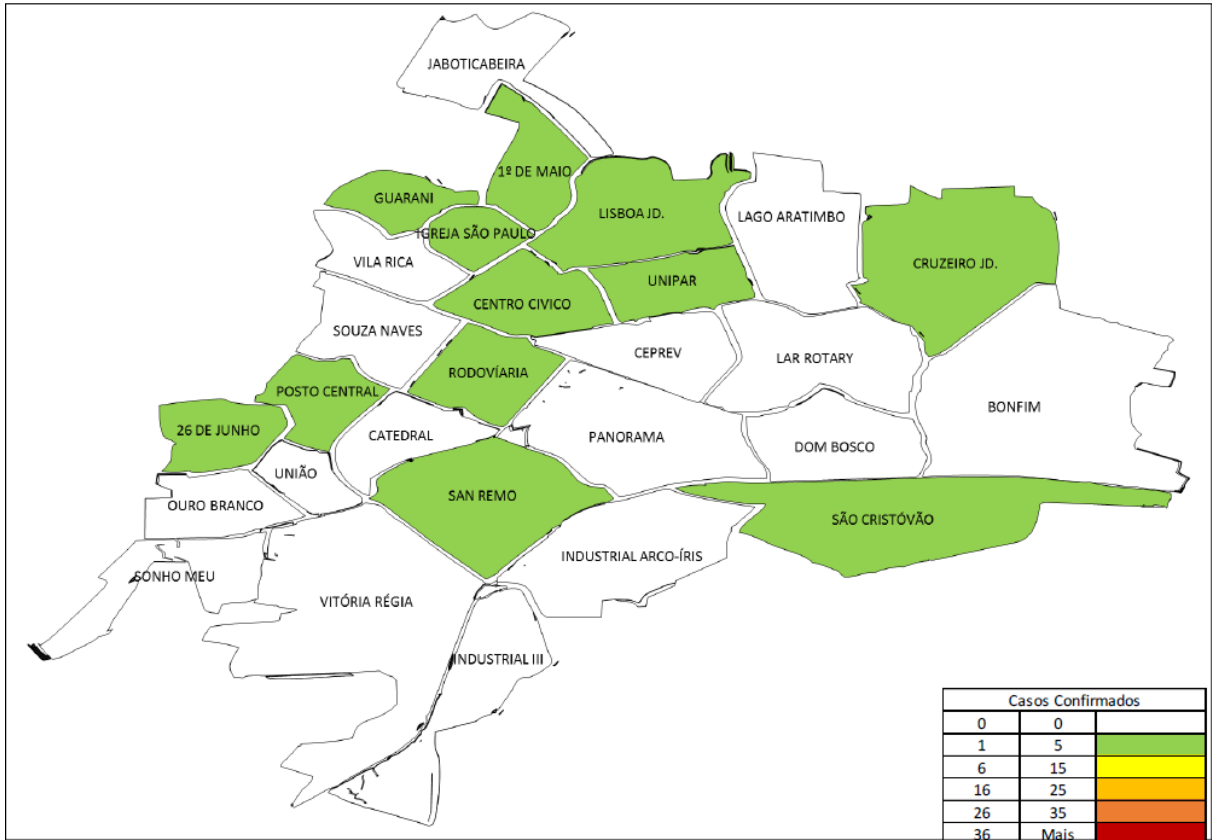 JABOTICABEIRA
1º DE MAIO
GUARANI
LISBOA JD.
LAGO ARATIMBO
IGREJA SÃO PAULO
VILA RICA
CRUZEIRO JD.
UNIPAR
CENTRO CIVICO
SOUZA NAVES
CEPREV
LAR ROTARY
RODOVÍARIA
POSTO CENTRAL
BONFIM
26 DE JUNHO
CATEDRAL
PANORAMA
DOM BOSCO
UNIÃO
SAN REMO
OURO BRANCO
SÃO CRISTÓVÃO
INDUSTRIAL ARCO-ÍRIS
SONHO MEU
VITÓRIA RÉGIA
INDUSTRIAL III
Casos Confirmados
0 0
1 5
6 15
16 25
26 35
36 Mais